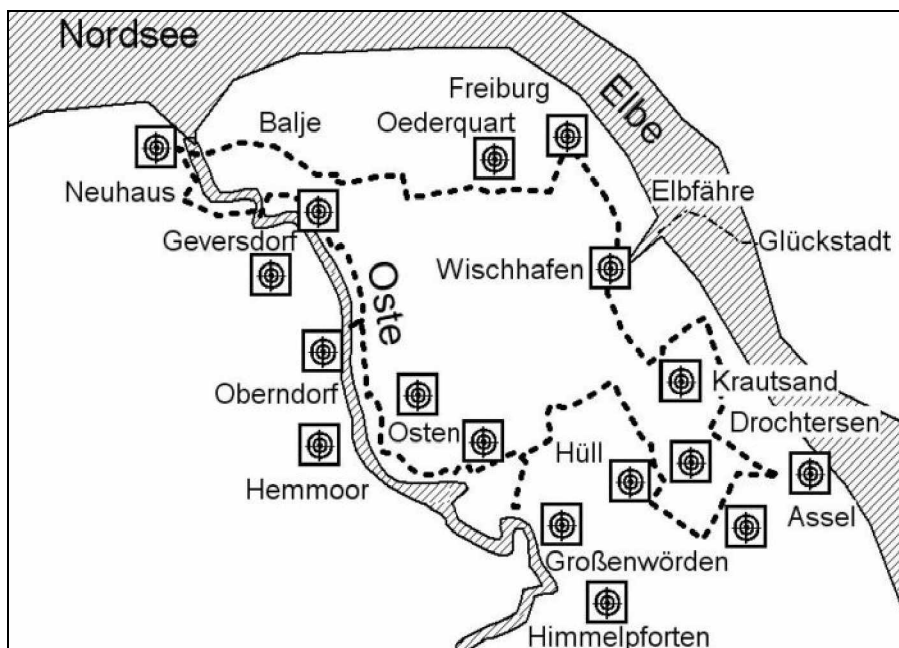 Nordsee
Elbe
Freiburg
Balje
Oederquart
Neuhaus
Elbfähre
Geversdorf
Glückstadt
Wischhafen
Oste
Oberndorf
Krautsand
Drochtersen
Osten
Hüll
Hemmoor
Assel
Großenwörden
Himmelpforten